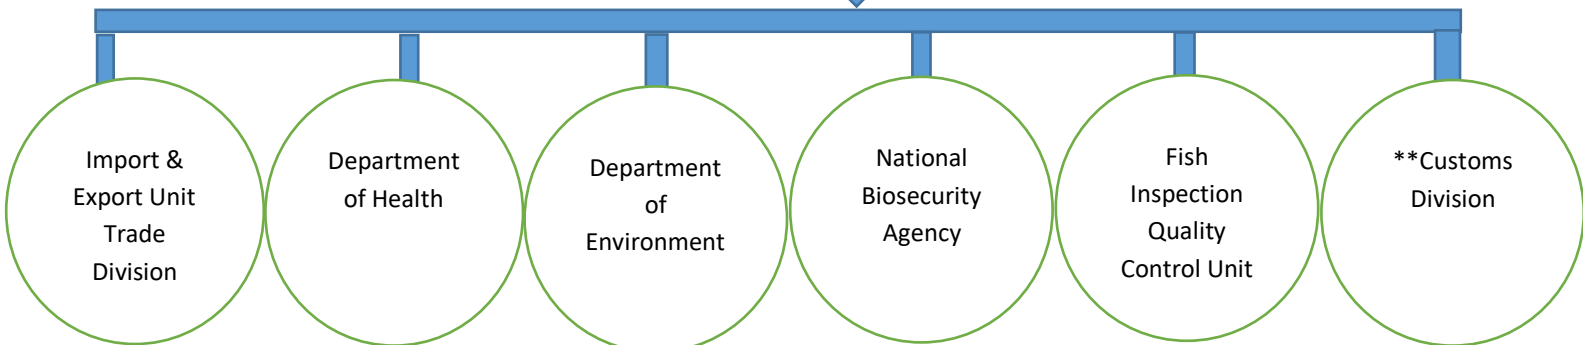 Import &
Export Unit
Trade
Division
Department
of Health
Department
of
Environment
National
Biosecurity
Agency
Fish
Inspection
Quality
Control Unit
**Customs
Division